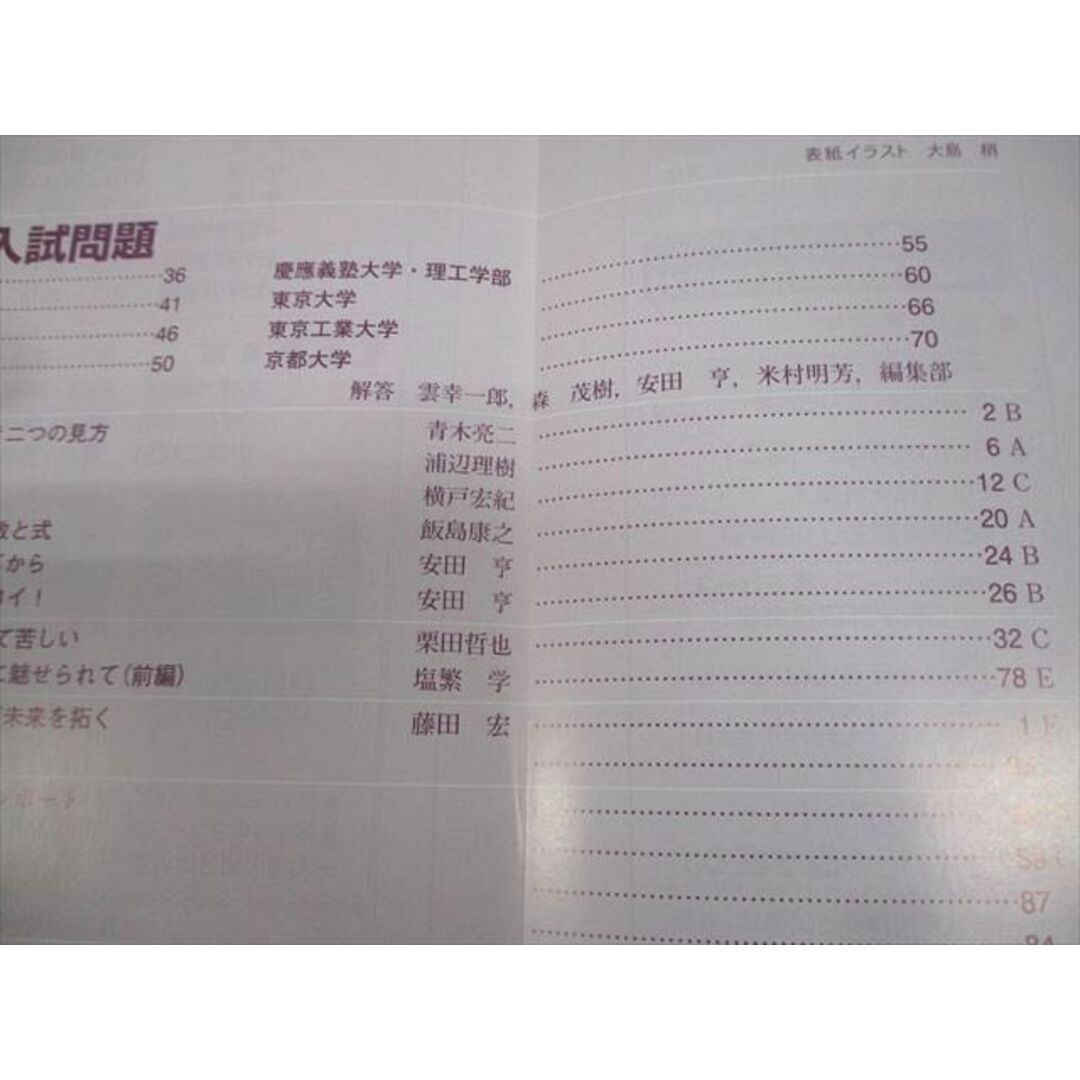 表紙イラスト 大島 梢
入試問題
36 慶應義塾大学・理工学部 55
41 東京大学 60
46 東京工業大学 66
50 京都大学 70
解答 雲幸一郎, 森 茂樹, 安田 亨, 米村明芳, 編集部
二つの見方 青木亮二 2 B
浦辺理樹 6 A
横戸宏紀 12 C
と式 飯島康之 20 A
から 安田 亨 24 B
イ! 安田 亨 26 B
て苦しい 栗田哲也 32 C
に魅せられて(前編) 塩繁 学 78 E
未来を拓く 藤田 宏 1 E
ポート
59
87
84